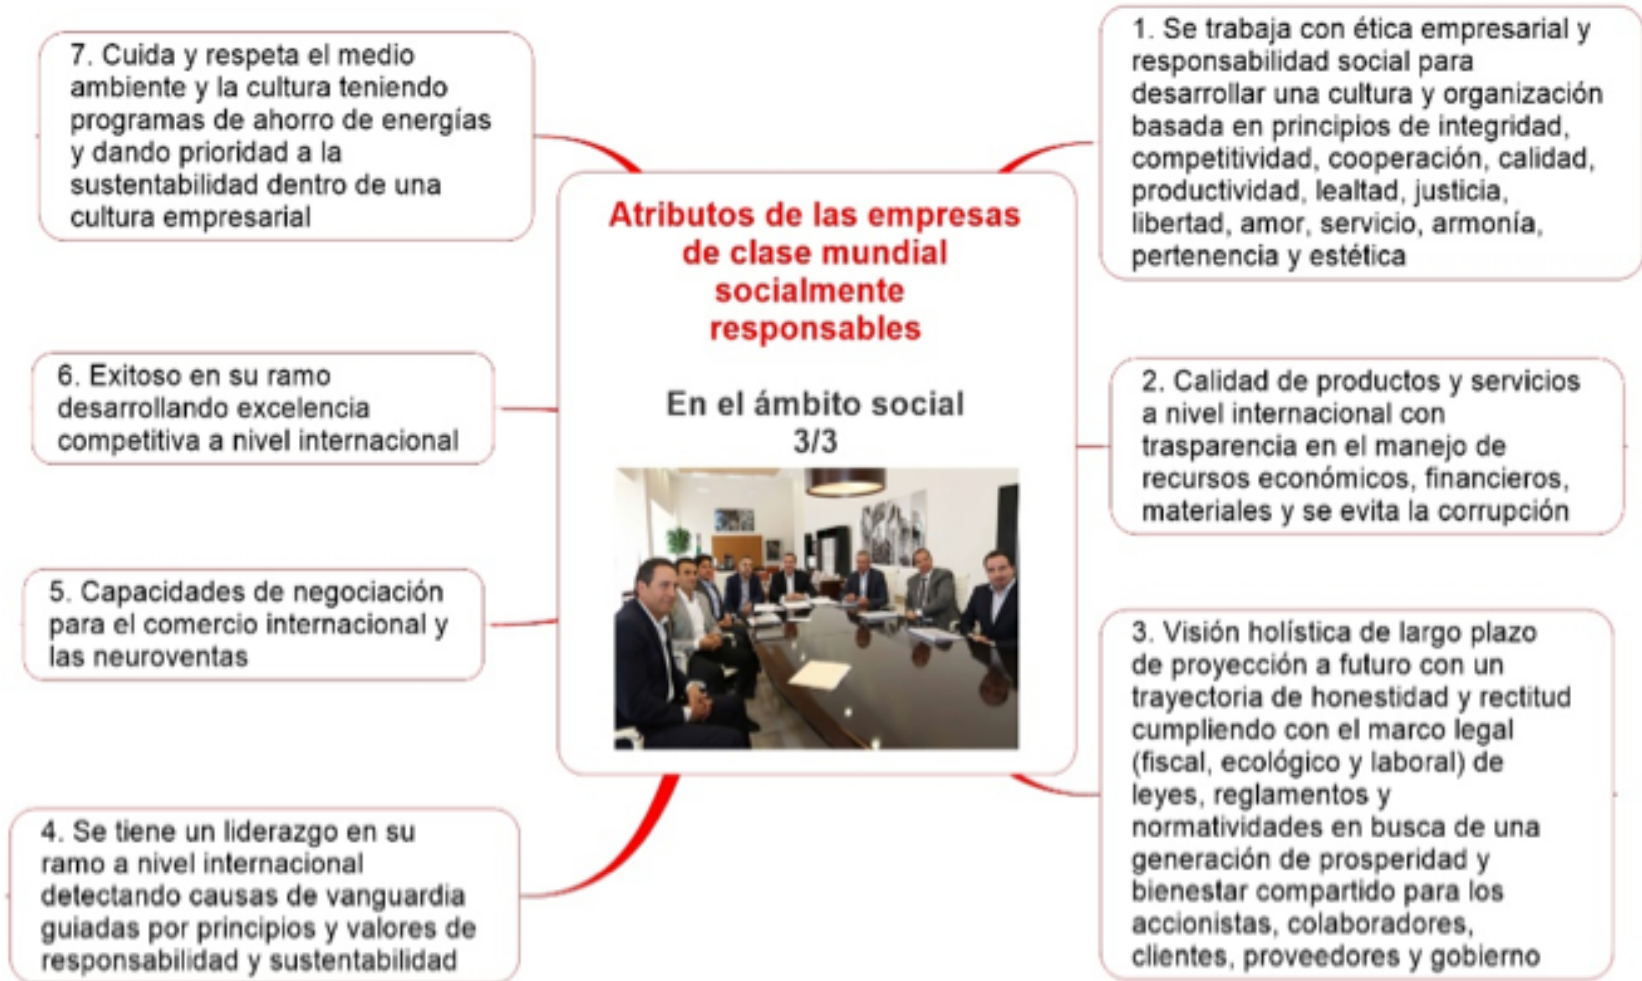 Atributos de las empresas
de clase mundial
socialmente
responsables
En el ámbito social
3/3
1. Se trabaja con ética empresarial y
responsabilidad social para
desarrollar una cultura y organización
basada en principios de integridad,
competitividad, cooperación, calidad,
productividad, lealtad, justicia,
libertad, amor, servicio, armonía,
pertenencia y estética
2. Calidad de productos y servicios
a nivel internacional con
trasparencia en el manejo de
recursos económicos, financieros,
materiales y se evita la corrupción
3. Visión holística de largo plazo
de proyección a futuro con un
trayectoria de honestidad y rectitud
cumpliendo con el marco legal
(fiscal, ecológico y laboral) de
leyes, reglamentos y
normatividades en busca de una
generación de prosperidad y
bienestar compartido para los
accionistas, colaboradores,
clientes, proveedores y gobierno
4. Se tiene un liderazgo en su
ramo a nivel internacional
detectando causas de vanguardia
guiadas por principios y valores de
responsabilidad y sustentabilidad
5. Capacidades de negociación
para el comercio internacional y
las neuroventas
6. Exitoso en su ramo
desarrollando excelencia
competitiva a nivel internacional
7. Cuida y respeta el medio
ambiente y la cultura teniendo
programas de ahorro de energías
y dando prioridad a la
sustentabilidad dentro de una
cultura empresarial